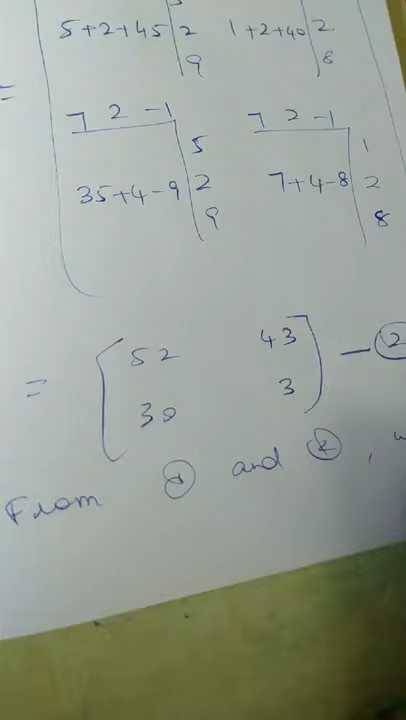 5+2+45 2 1+2+40 2
9 8
=
7 2 -1 7 2 -1
5 1
35+4-9 2 7+4-8 2
9 8
52 43 — 2
=
30 3
From 1 and 2,